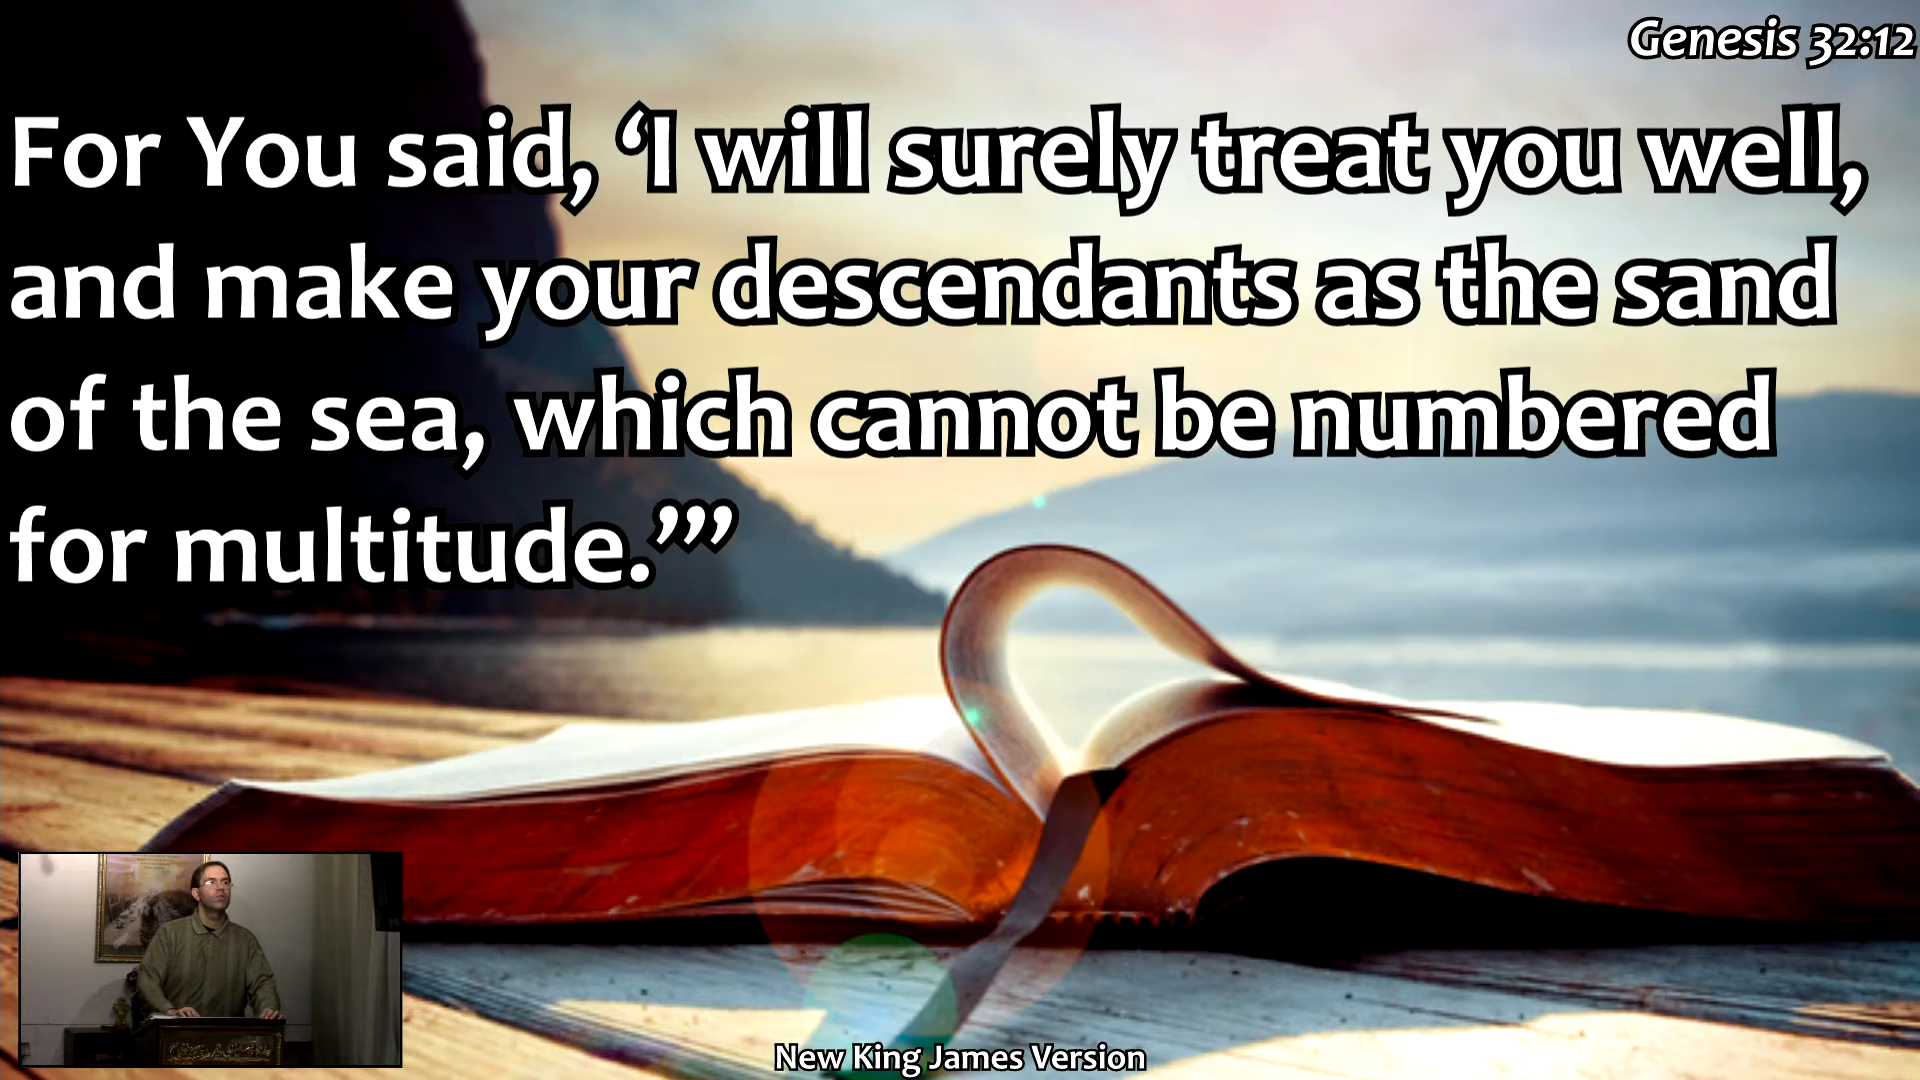 Genesis 32:12
For You said, ‘I will surely treat you well,
and make your descendants as the sand
of the sea, which cannot be numbered
for multitude.’”’
New King James Version